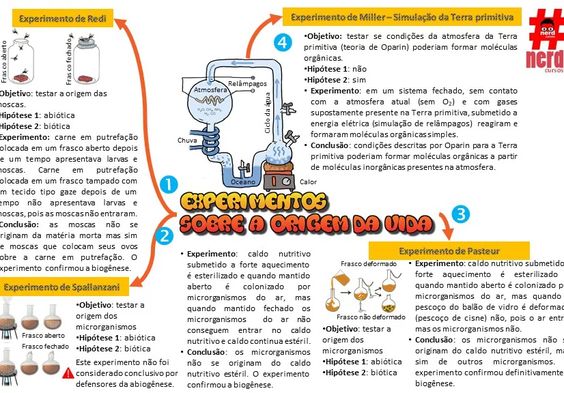 Experimento de Redi
Frasco aberto
Frasco fechado
Objetivo: testar a origem das
moscas.
Hipótese 1: abiótica
Hipótese 2: biótica
Experimento: carne em putrefação
colocada em um frasco aberto depois
de um tempo apresentava larvas e
moscas. Carne em putrefação
colocada em um frasco tampado com
um tecido tipo gaze depois de um
tempo não apresentava larvas e
moscas, pois as moscas não entraram.
Conclusão: as moscas não se
originam da matéria morta mas sim
de moscas que colocam seus ovos
sobre a carne em putrefação. O
experimento confirmou a biogênese.
Experimento de Miller – Simulação da Terra primitiva
4
•Objetivo: testar se condições da atmosfera da Terra
primitiva (teoria de Oparin) poderiam formar moléculas
orgânicas.
•Hipótese 1: não
•Hipótese 2: sim
• Experimento: em um sistema fechado, sem contato
com a atmosfera atual (sem O₂) e com gases
supostamente presente na Terra primitiva, submetido a
energia elétrica (simulação de relâmpagos) reagiram e
formaram moléculas orgânicas simples.
• Conclusão: condições descritas por Oparin para a Terra
primitiva poderiam formar moléculas orgânicas a partir
de moléculas inorgânicas presentes na atmosfera.
#
nerd
nerd
cursos
Atmosfera
Relâmpagos
Ciclo da água
Chuva
Oceano
Calor
1
EXPERIMENTOS
SOBRE A ORIGEM DA VIDA
2
3
Experimento de Spallanzani
Frasco aberto
Frasco fechado
•Objetivo: testar a
origem dos
microrganismos
•Hipótese 1: abiótica
•Hipótese 2: biótica
Este experimento não foi
considerado conclusivo por
defensores da abiogênese.
• Experimento: caldo nutritivo
submetido a forte aquecimento
é esterilizado e quando mantido
aberto é colonizado por
microrganismos do ar, mas
quando mantido fechado os
microrganismos do ar não
conseguem entrar no caldo
nutritivo e caldo continua estéril.
• Conclusão: os microrganismos
não se originam do caldo
nutritivo estéril. O experimento
confirmou a biogênese.
Experimento de Pasteur
Frasco deformado
Frasco não deformado
•Objetivo: testar a
origem dos
microrganismos
•Hipótese 1: abiótica
•Hipótese 2: biótica
• Experimento: caldo nutritivo submetido
a forte aquecimento é esterilizado
quando mantido aberto é colonizado p
microrganismos do ar, mas quando
pescoço do balão de vidro é deformad
(pescoço de cisne) não, pois o ar entr
mas os microrganismos não.
• Conclusão: os microrganismos não s
originam do caldo nutritivo estéril, ma
sim de outros microrganismos.
experimento confirmou definitivamente
biogênese.